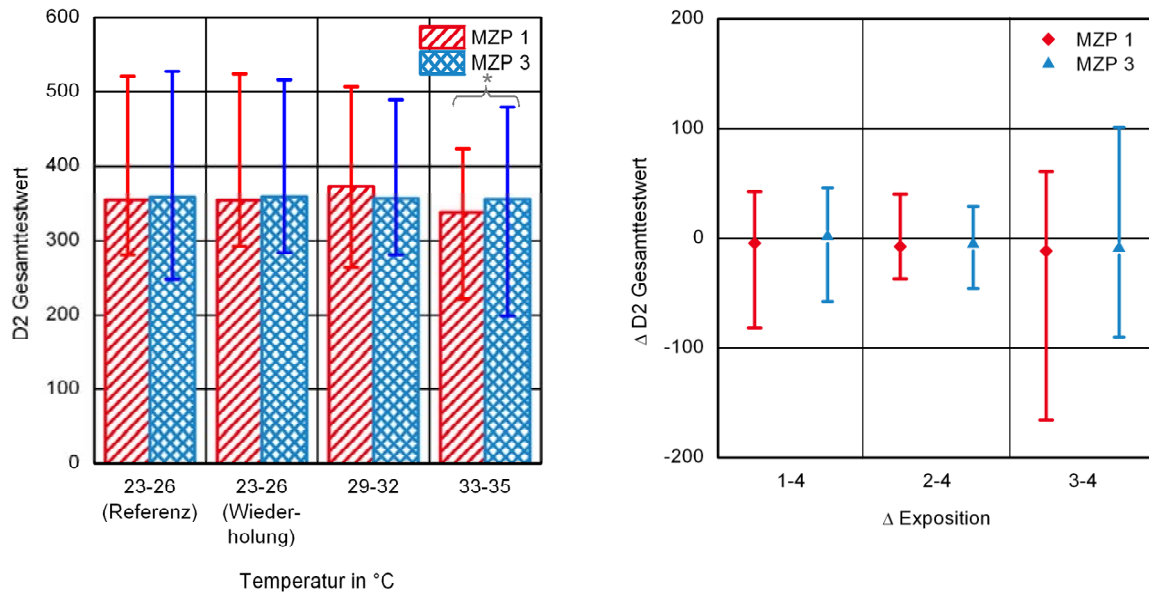 600
500
400
300
200
100
0
D2 Gesamttestwert
MZP 1
MZP 3
*
23-26
(Referenz)
23-26
(Wieder-
holung)
29-32
33-35
Temperatur in °C
200
100
0
-100
-200
Δ D2 Gesamttestwert
MZP 1
MZP 3
1-4
2-4
3-4
Δ Exposition